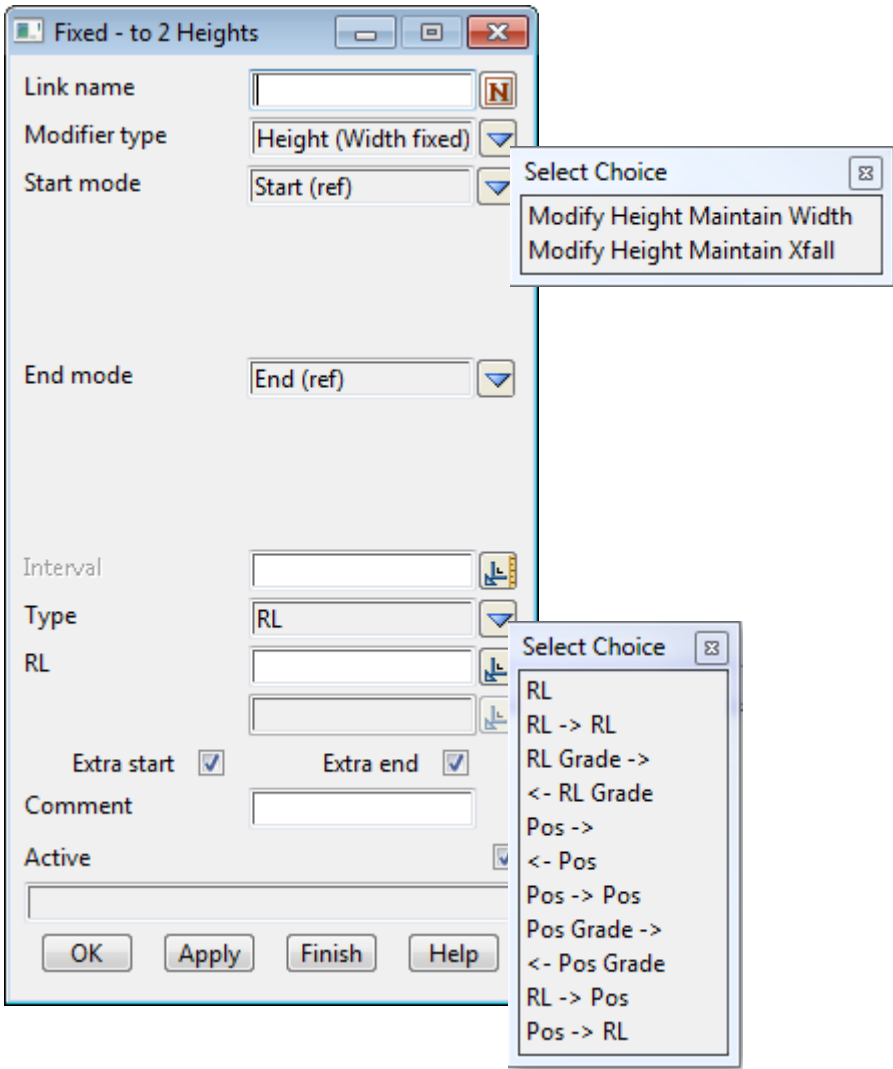 Fixed - to 2 Heights
Link name
N
Modifier type
Height (Width fixed)
Select Choice
Modify Height Maintain Width
Modify Height Maintain Xfall
Start mode
Start (ref)
End mode
End (ref)
Interval
Type
RL
RL
Select Choice
RL
RL -> RL
RL Grade ->
<- RL Grade
Pos ->
<- Pos
Pos -> Pos
Pos Grade ->
<- Pos Grade
RL -> Pos
Pos -> RL
Extra start
Extra end
Comment
Active
OK
Apply
Finish
Help